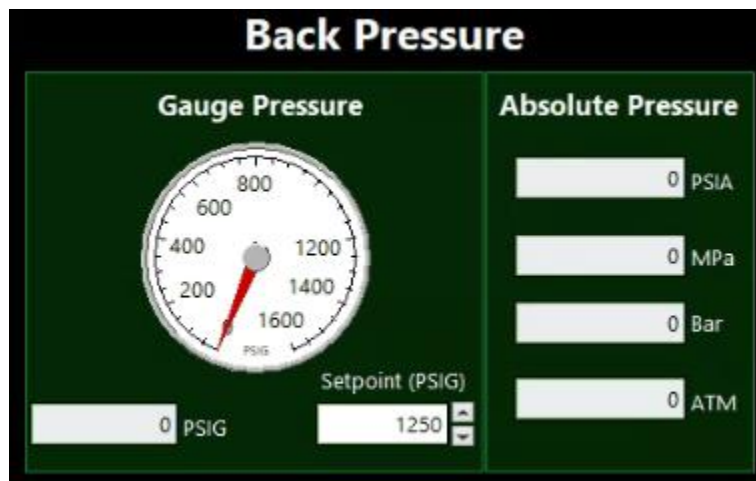 Back Pressure
Gauge Pressure
800
600
400
1200
200
1400
1600
0
PSIG
Setpoint (PSIG)
0 PSIG
1250
Absolute Pressure
0 PSIA
0 MPa
0 Bar
0 ATM